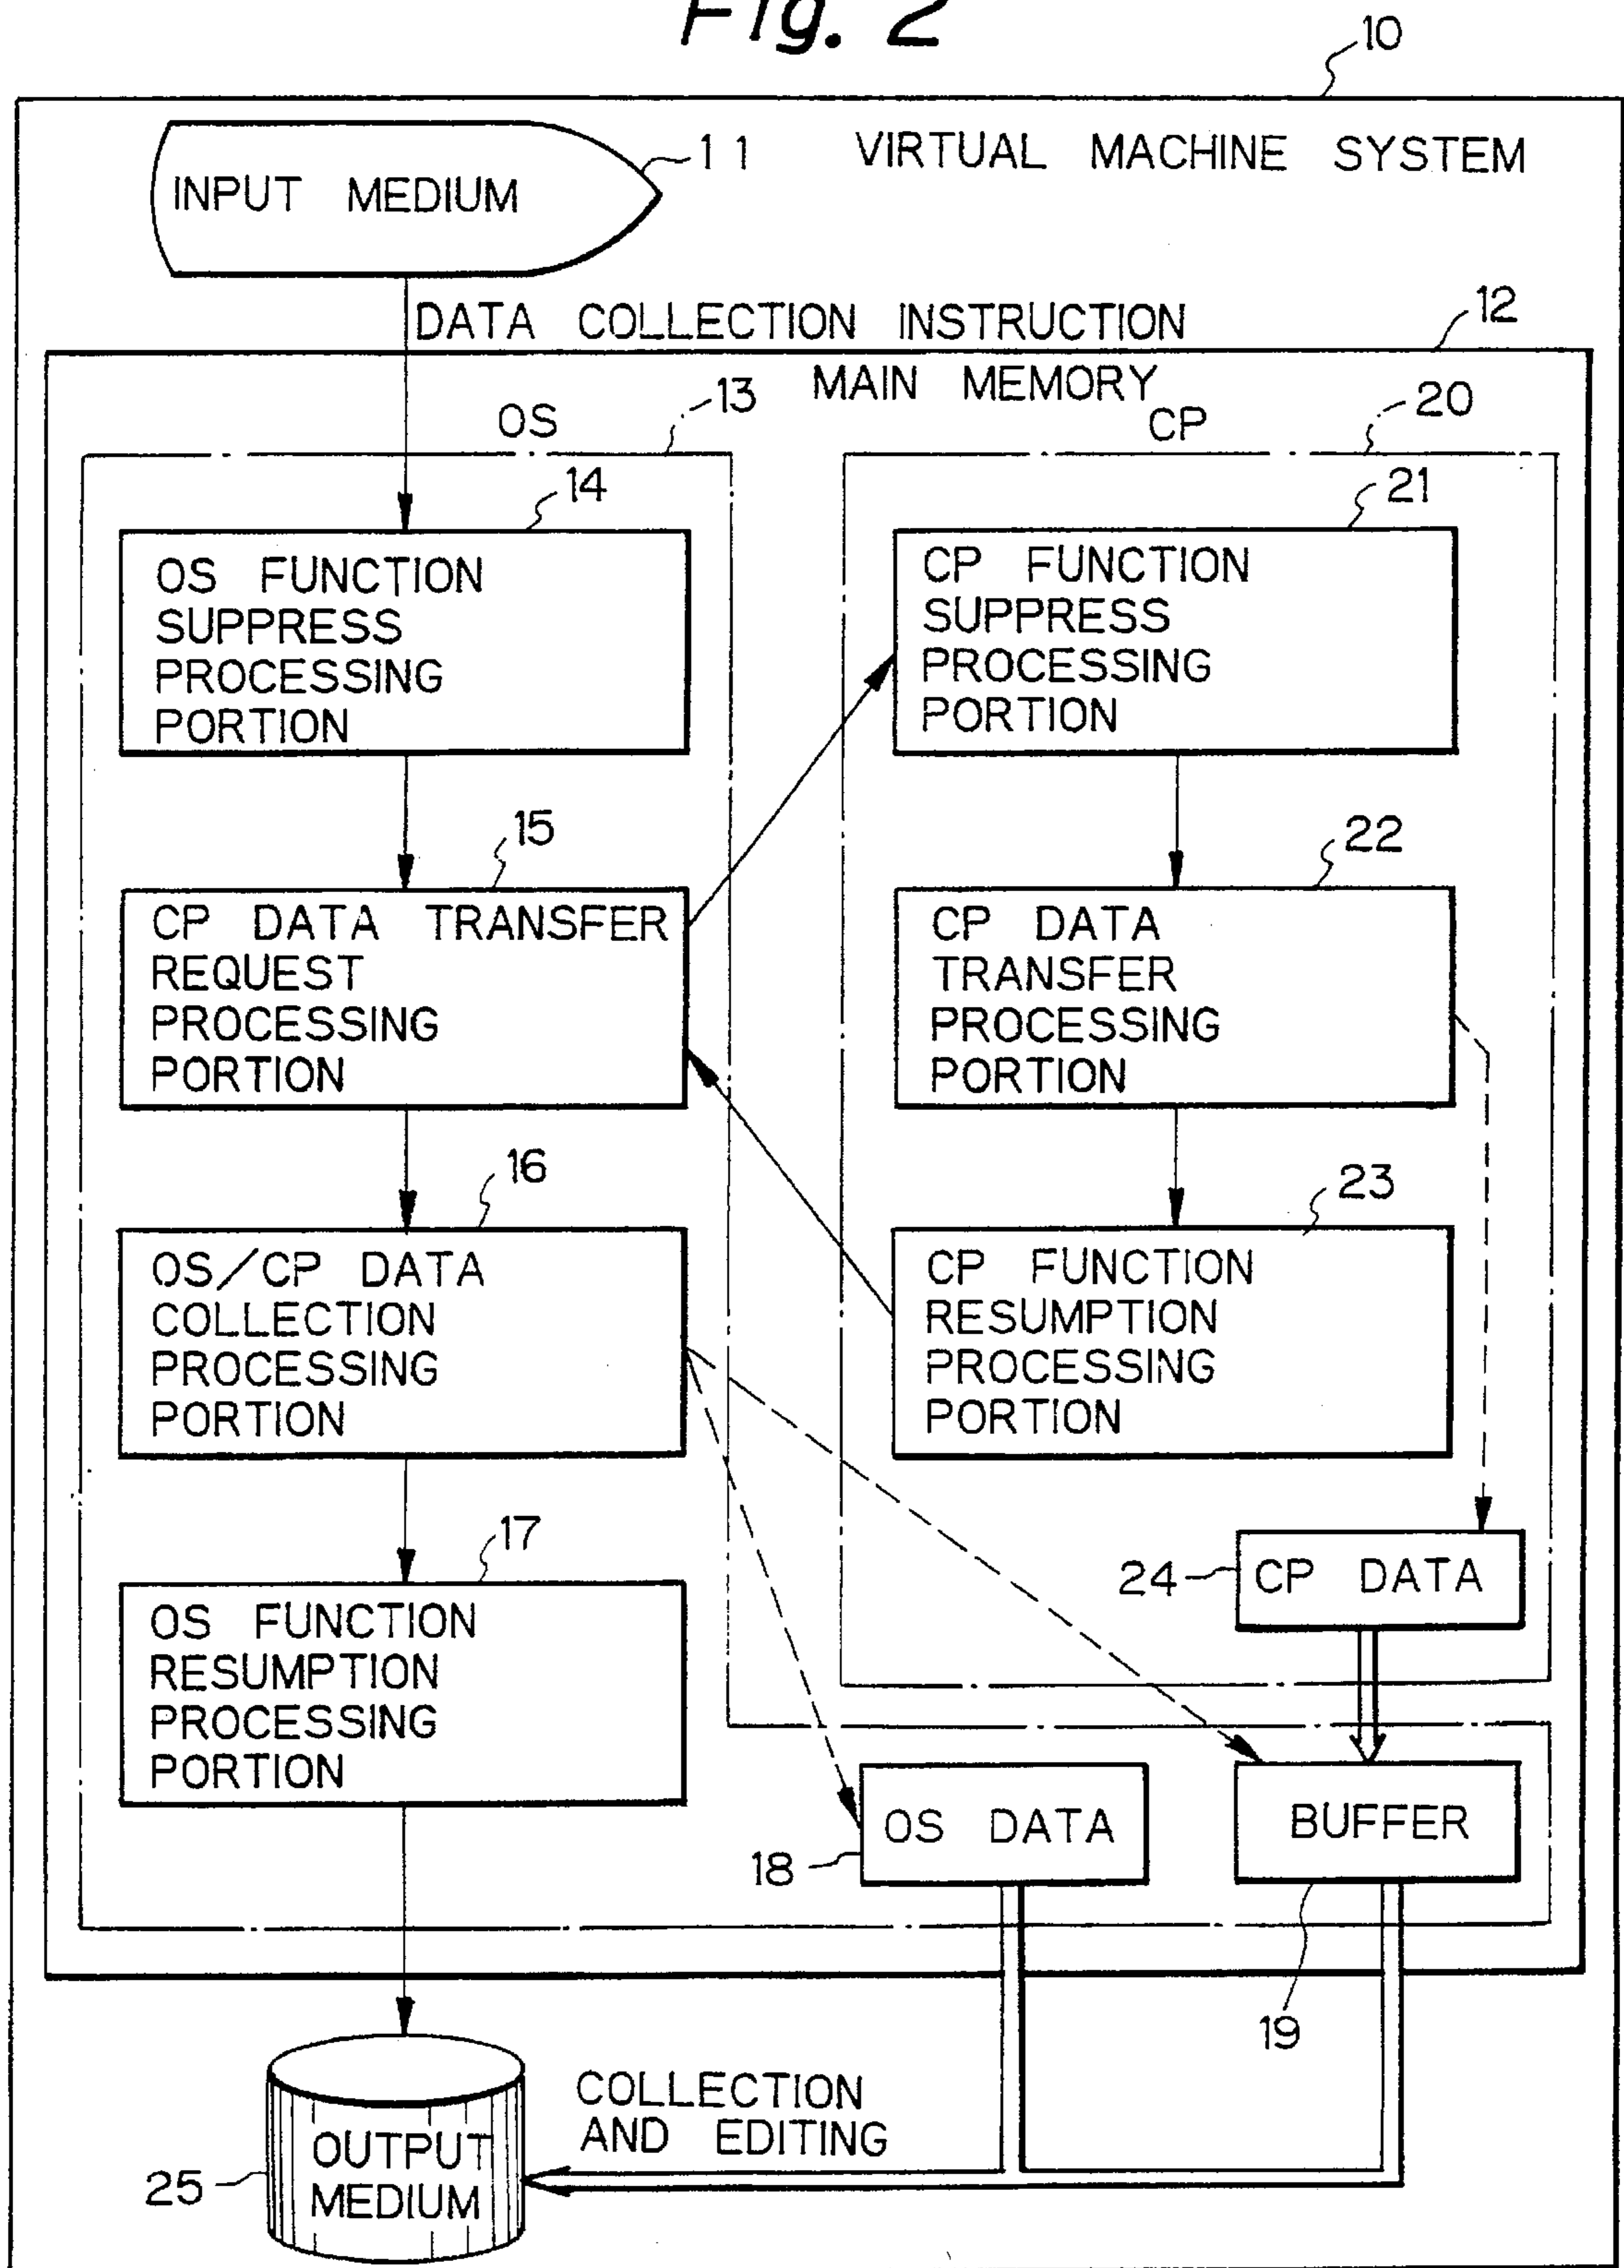 Fig. 2
10
INPUT MEDIUM
11
VIRTUAL MACHINE SYSTEM
DATA COLLECTION INSTRUCTION
12
MAIN MEMORY
OS
13
CP
20
14
OS FUNCTION
SUPPRESS
PROCESSING
PORTION
21
CP FUNCTION
SUPPRESS
PROCESSING
PORTION
15
CP DATA TRANSFER
REQUEST
PROCESSING
PORTION
22
CP DATA
TRANSFER
PROCESSING
PORTION
16
OS/CP DATA
COLLECTION
PROCESSING
PORTION
23
CP FUNCTION
RESUMPTION
PROCESSING
PORTION
17
OS FUNCTION
RESUMPTION
PROCESSING
PORTION
24
CP DATA
18
OS DATA
BUFFER
19
COLLECTION
AND EDITING
25
OUTPUT
MEDIUM